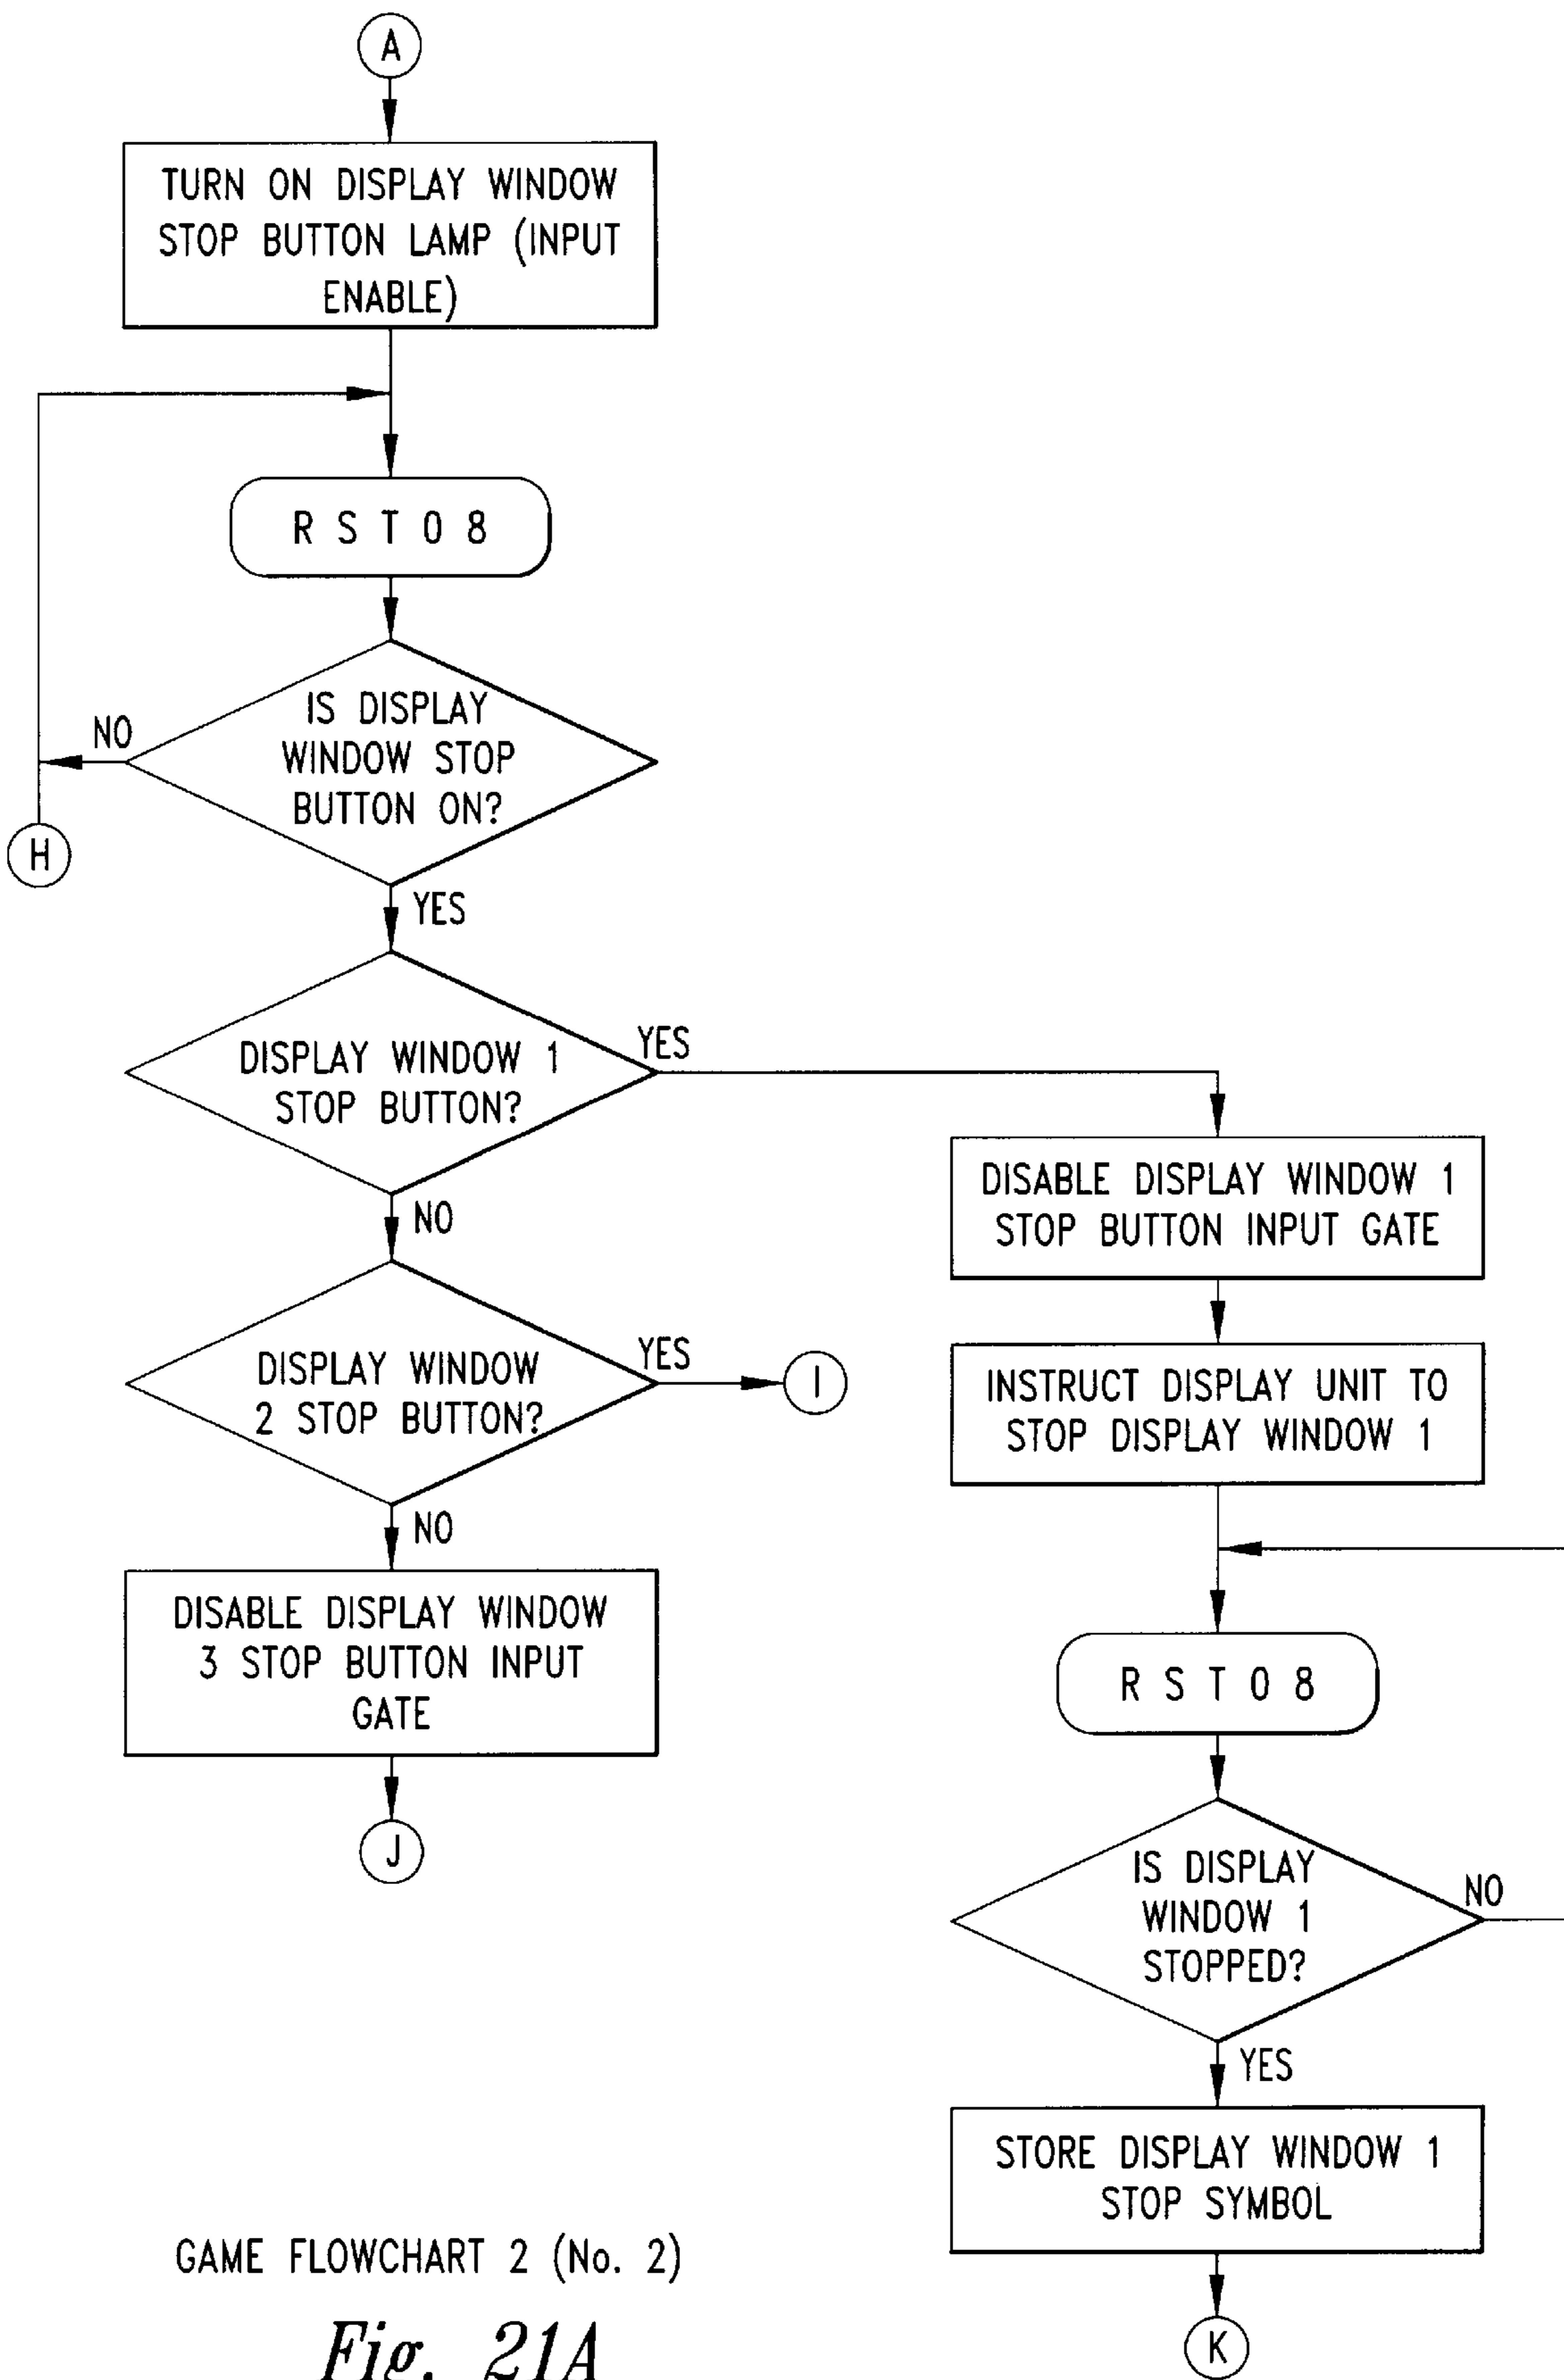 A
TURN ON DISPLAY WINDOW
STOP BUTTON LAMP (INPUT
ENABLE)
R S T 0 8
IS DISPLAY
WINDOW STOP
BUTTON ON?
NO
H
YES
DISPLAY WINDOW 1
STOP BUTTON?
YES
NO
DISPLAY WINDOW
2 STOP BUTTON?
YES
I
NO
DISABLE DISPLAY WINDOW
3 STOP BUTTON INPUT
GATE
J
DISABLE DISPLAY WINDOW 1
STOP BUTTON INPUT GATE
INSTRUCT DISPLAY UNIT TO
STOP DISPLAY WINDOW 1
R S T 0 8
IS DISPLAY
WINDOW 1
STOPPED?
NO
YES
STORE DISPLAY WINDOW 1
STOP SYMBOL
K
GAME FLOWCHART 2 (No. 2)
Fig. 21A